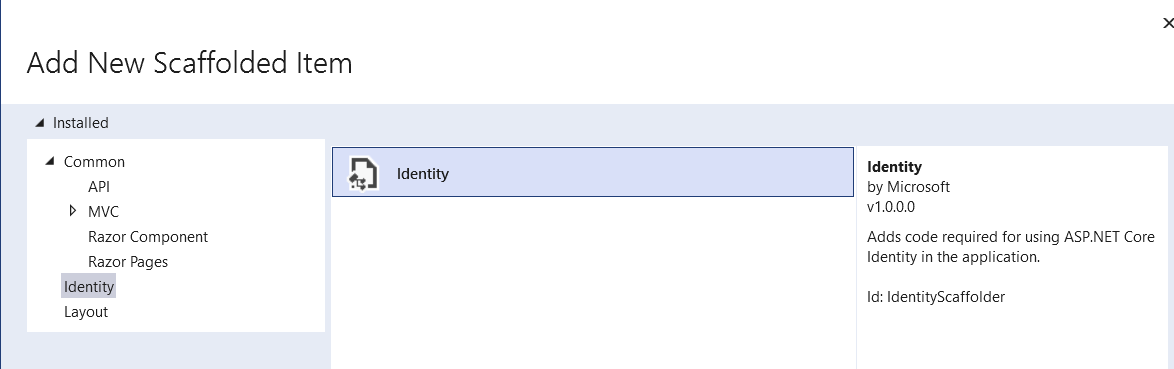 Add New Scaffolded Item
Installed
Common
API
MVC
Razor Component
Razor Pages
Identity
Layout
Identity
Identity
by Microsoft
v1.0.0.0
Adds code required for using ASP.NET Core
Identity in the application.
Id: IdentityScaffolder